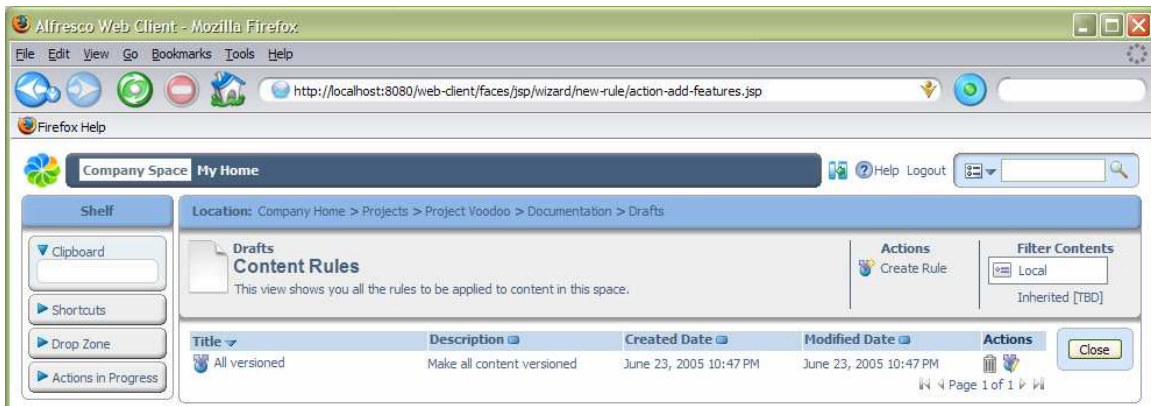 Alfresco Web Client - Mozilla Firefox
File Edit View Go Bookmarks Tools Help
http://localhost:8080/web-client/faces/jsp/wizard/new-rule/action-add-features.jsp
Firefox Help
Company Space My Home
Help Logout
Shelf
Location: Company Home > Projects > Project Voodoo > Documentation > Drafts
Clipboard
Shortcuts
Drop Zone
Actions in Progress
Drafts
Content Rules
This view shows you all the rules to be applied to content in this space.
Actions
Create Rule
Filter Contents
Local
Inherited [TBD]
Title Description Created Date Modified Date Actions
All versioned Make all content versioned June 23, 2005 10:47 PM June 23, 2005 10:47 PM
Page 1 of 1
Close